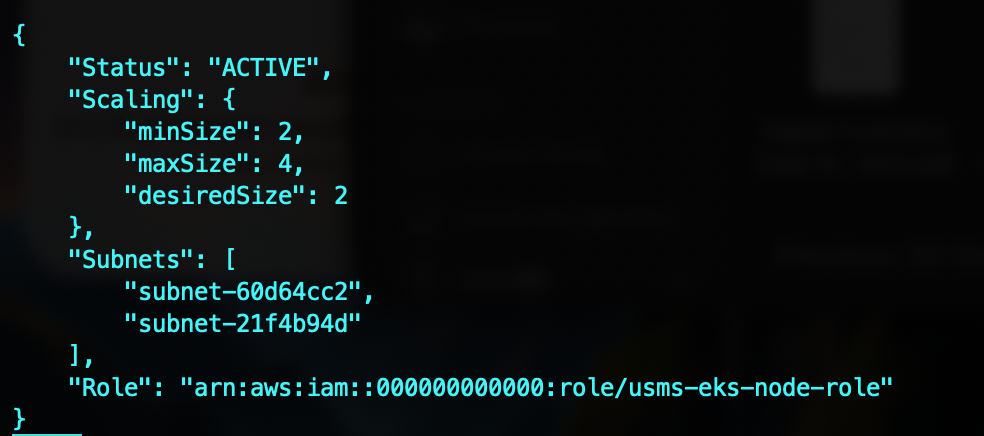 {
    "Status": "ACTIVE",
    "Scaling": {
        "minSize": 2,
        "maxSize": 4,
        "desiredSize": 2
    },
    "Subnets": [
        "subnet-60d64cc2",
        "subnet-21f4b94d"
    ],
    "Role": "arn:aws:iam::000000000000:role/usms-eks-node-role"
}